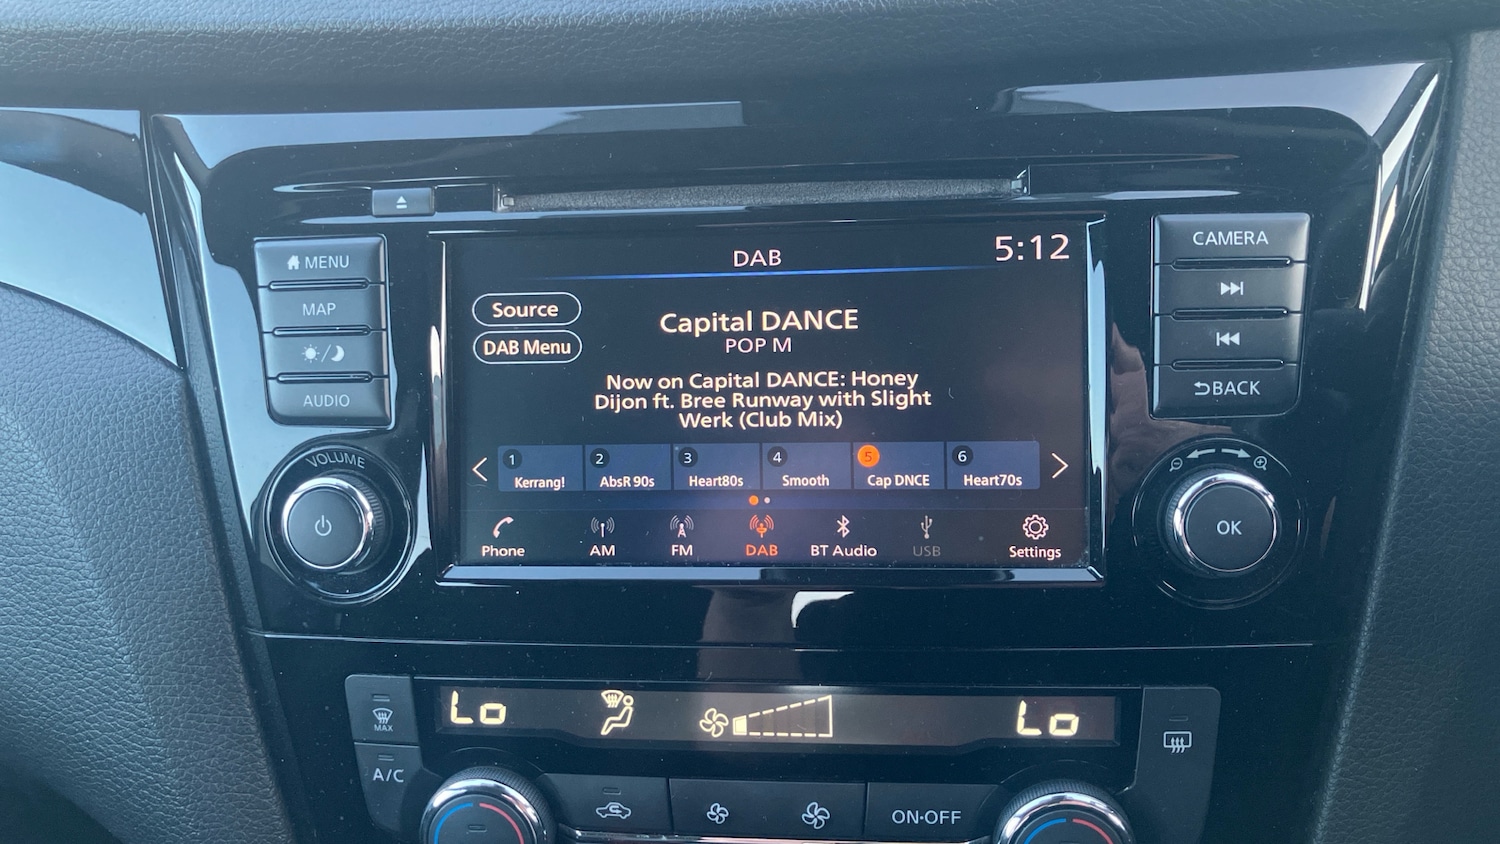 DAB
5:12
Source
DAB Menu
Capital DANCE
POP M
Now on Capital DANCE: Honey
Dijon ft. Bree Runway with Slight
Werk (Club Mix)
1
Kerrang!
2
AbsR 90s
3
Heart80s
4
Smooth
5
Cap DNCE
6
Heart70s
Phone
AM
FM
DAB
BT Audio
USB
Settings
MENU
MAP
AUDIO
VOLUME
CAMERA
BACK
OK
Lo
Lo
MAX
A/C
ON·OFF